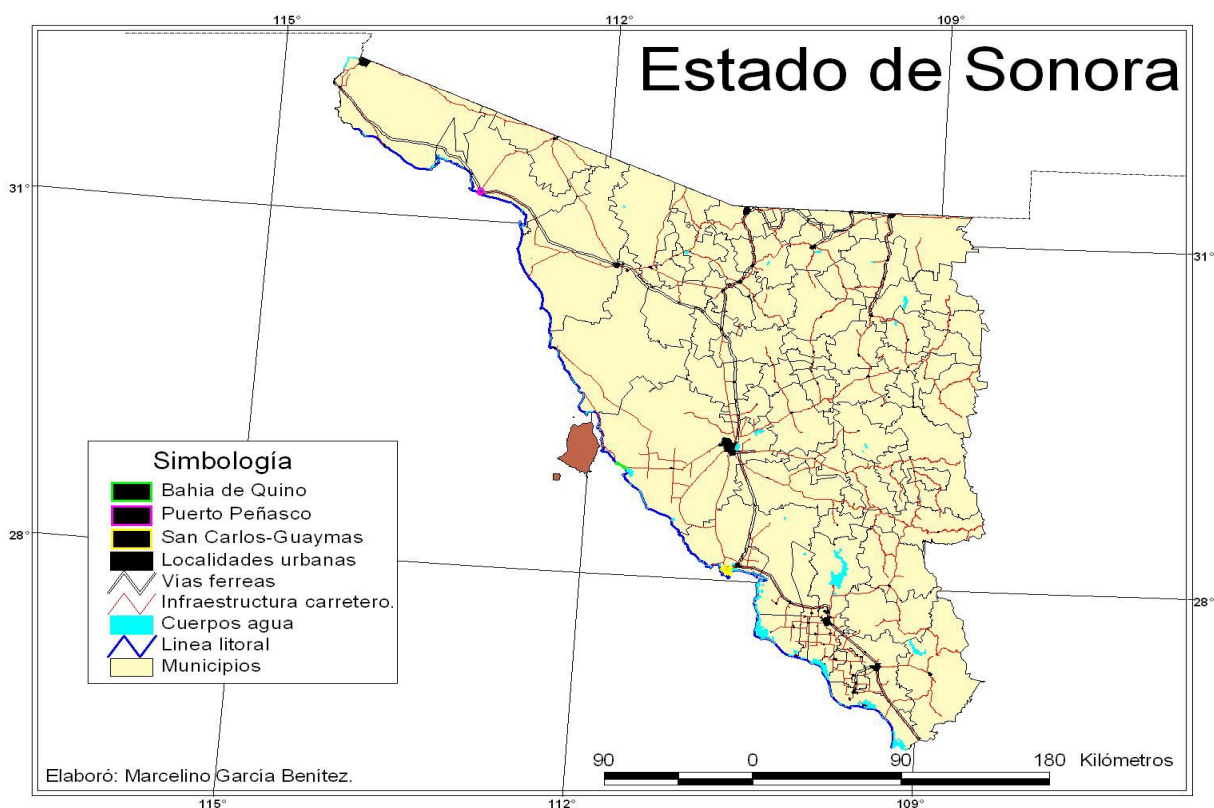 115°
112°
109°
Estado de Sonora
31°
31°
Simbología
Bahia de Quino
Puerto Peñasco
San Carlos-Guaymas
Localidades urbanas
Vías ferreas
Infraestructura carretero.
Cuerpos agua
Linea litoral
Municipios
28°
28°
90 0 90 180 Kilómetros
Elaboró: Marcelino García Benítez.
115°
112°
109°